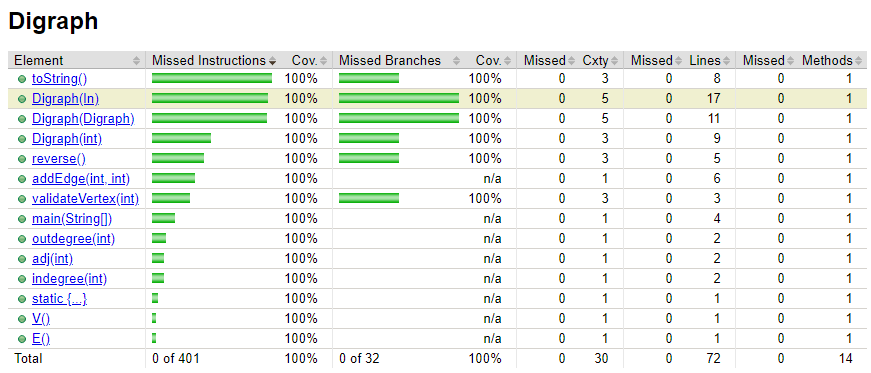 Digraph
Element Missed Instructions Cov. Missed Branches Cov. Missed Cxty Missed Lines Missed Methods
toString() 100% 100% 0 3 0 8 0 1
Digraph(In) 100% 100% 0 5 0 17 0 1
Digraph(Digraph) 100% 100% 0 5 0 11 0 1
Digraph(int) 100% 100% 0 3 0 9 0 1
reverse() 100% 100% 0 3 0 5 0 1
addEdge(int, int) 100% n/a 0 1 0 6 0 1
validateVertex(int) 100% 100% 0 3 0 3 0 1
main(String[]) 100% n/a 0 1 0 4 0 1
outdegree(int) 100% n/a 0 1 0 2 0 1
adj(int) 100% n/a 0 1 0 2 0 1
indegree(int) 100% n/a 0 1 0 2 0 1
static {...} 100% n/a 0 1 0 1 0 1
V() 100% n/a 0 1 0 1 0 1
E() 100% n/a 0 1 0 1 0 1
Total 0 of 401 100% 0 of 32 100% 0 30 0 72 0 14